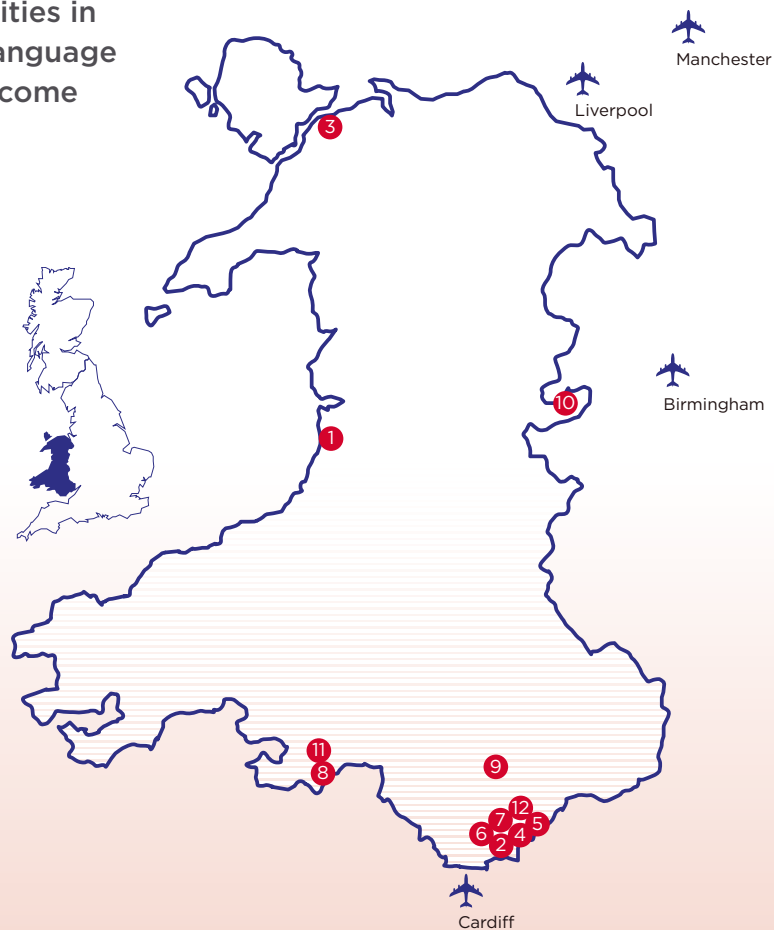 ities in
anguage
come
Manchester
Liverpool
3
Birmingham
10
1
11
8
9
12
7
5
6
4
2
Cardiff